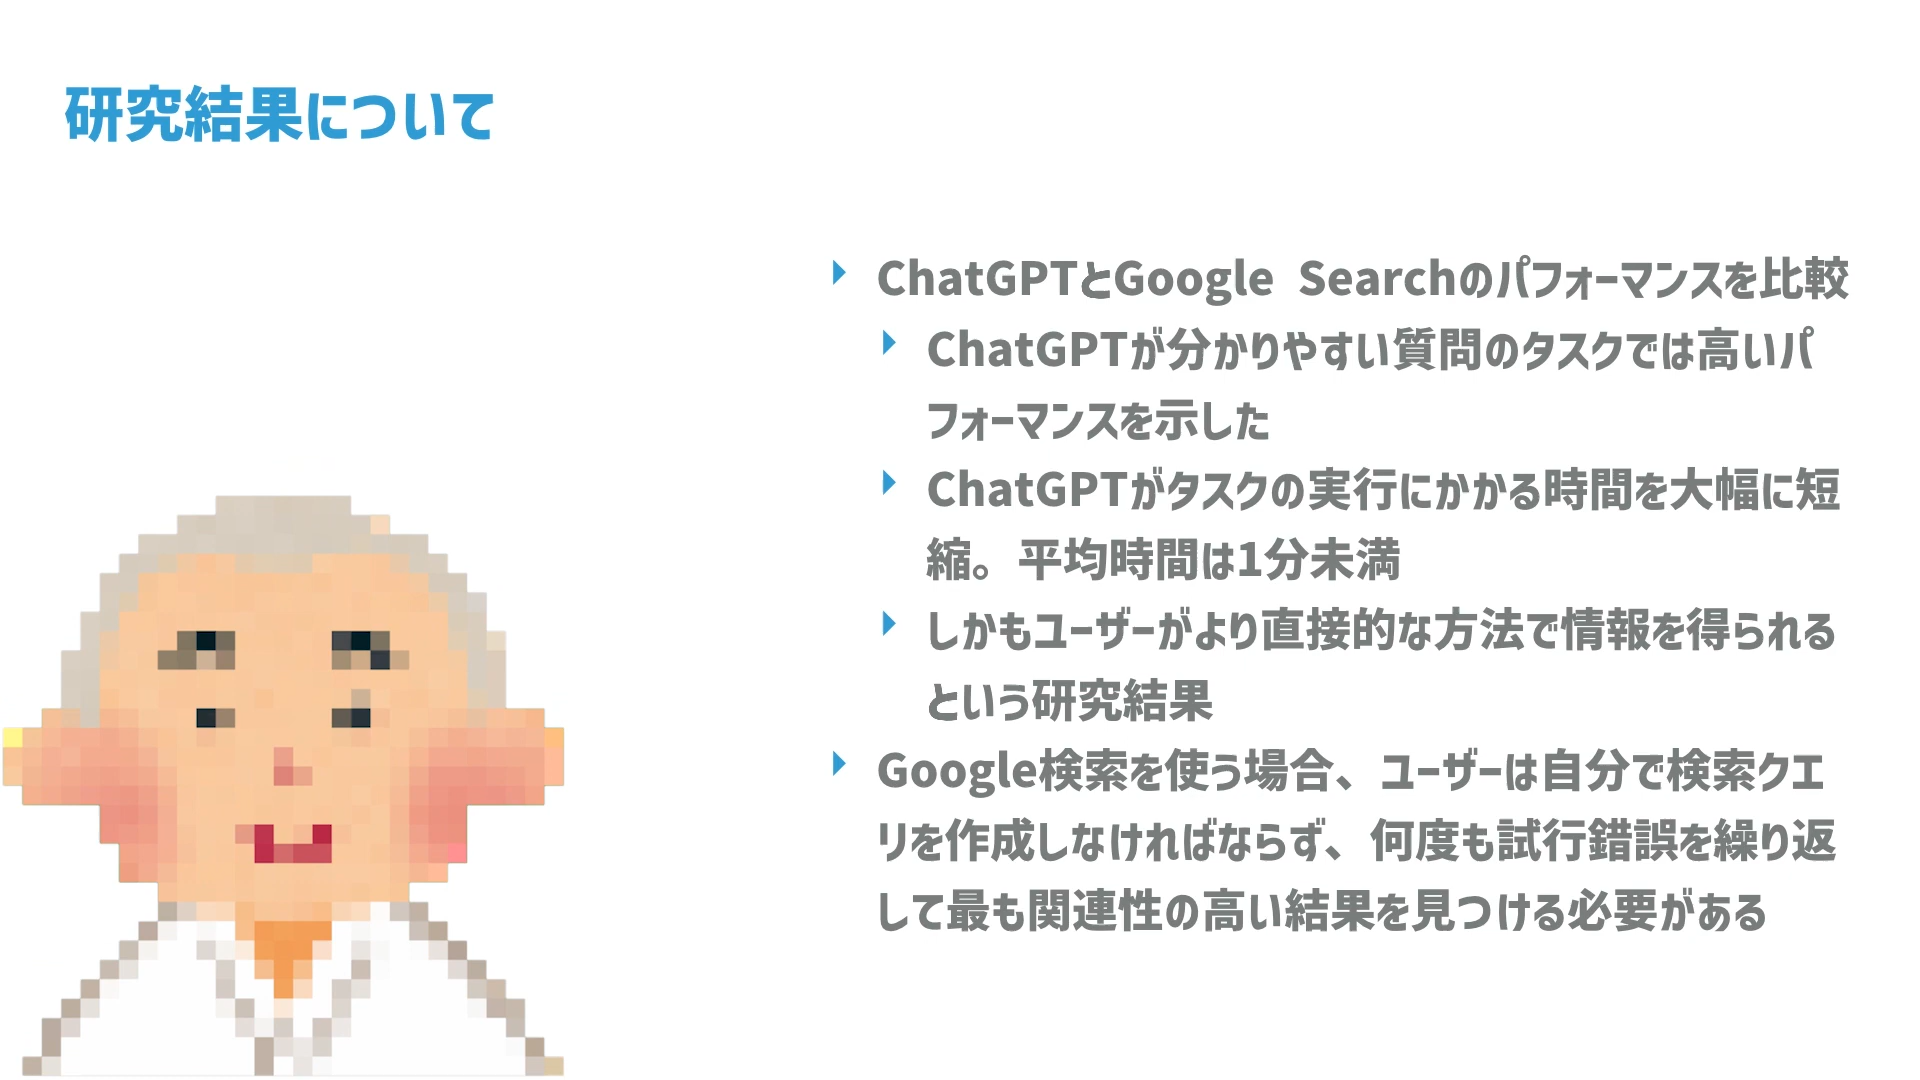 研究結果について
ChatGPTとGoogle Searchのパフォーマンスを比較
ChatGPTが分かりやすい質問のタスクでは高いパ
フォーマンスを示した
ChatGPTがタスクの実行にかかる時間を大幅に短
縮。平均時間は1分未満
しかもユーザーがより直接的な方法で情報を得られる
という研究結果
Google検索を使う場合、ユーザーは自分で検索クエ
リを作成しなければならず、何度も試行錯誤を繰り返
して最も関連性の高い結果を見つける必要がある